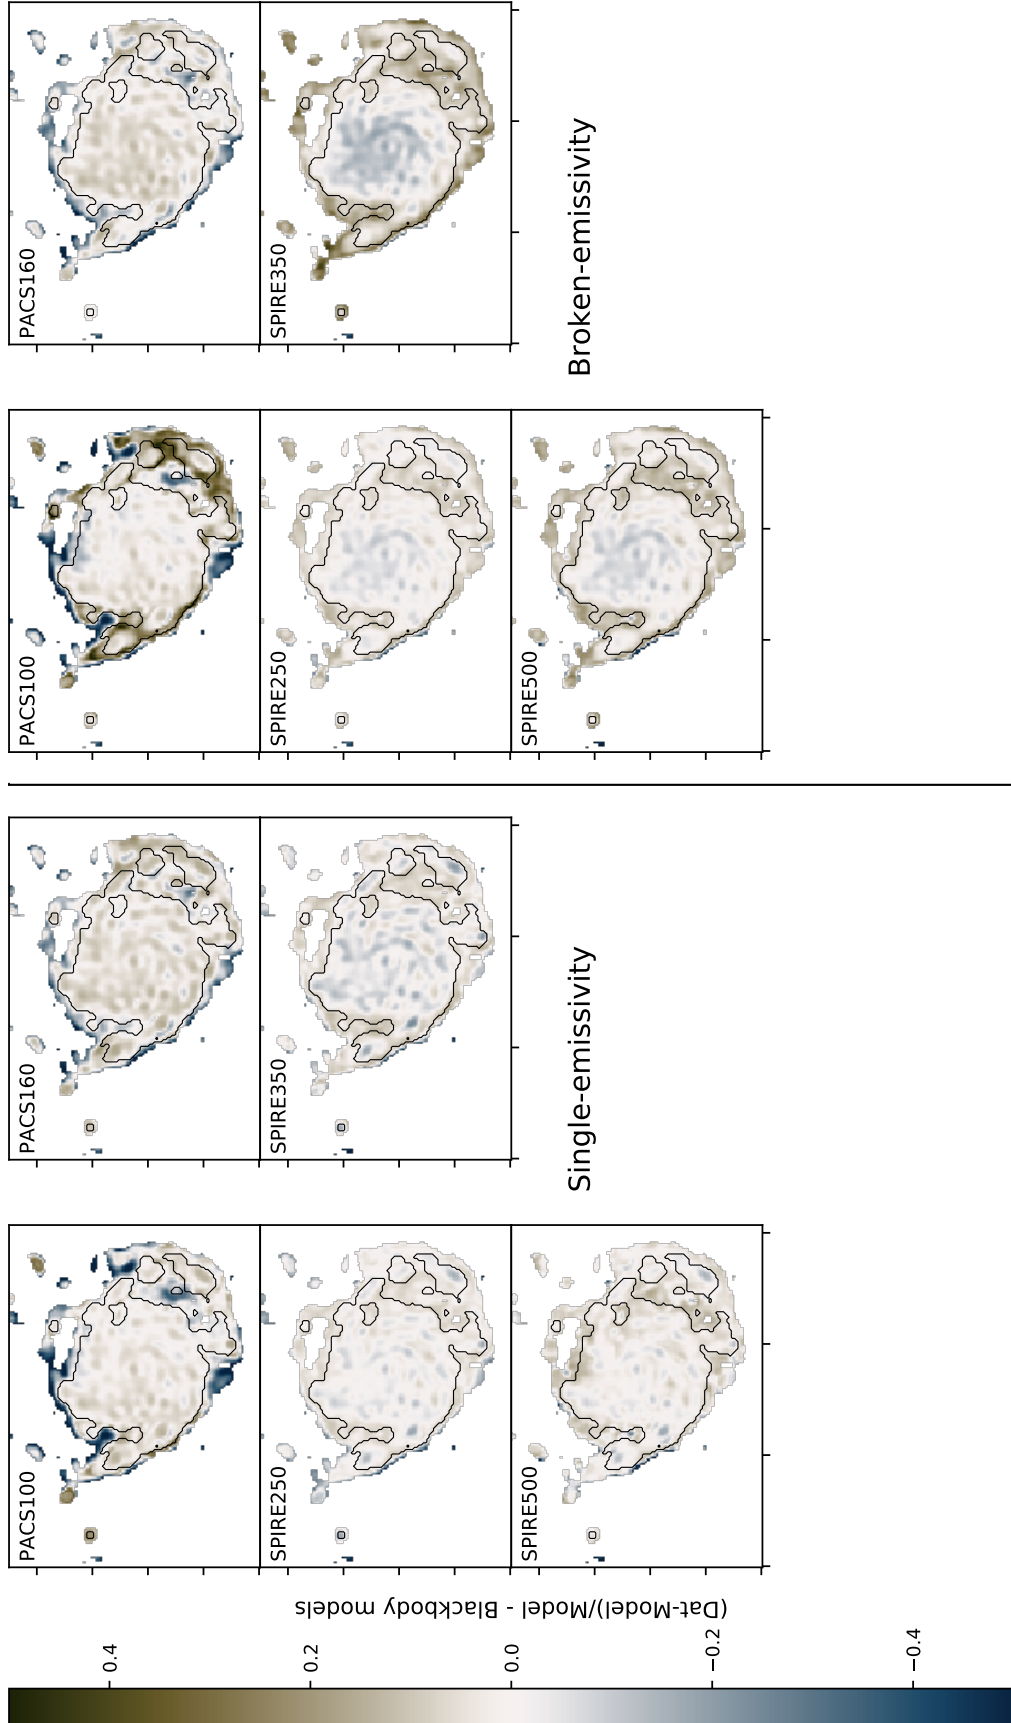 PACS100
PACS160
SPIRE250
SPIRE350
SPIRE500
Single-emissivity
PACS100
PACS160
SPIRE250
SPIRE350
SPIRE500
Broken-emissivity
(Dat-Model)/Model - Blackbody models
0.4
0.2
0.0
−0.2
−0.4